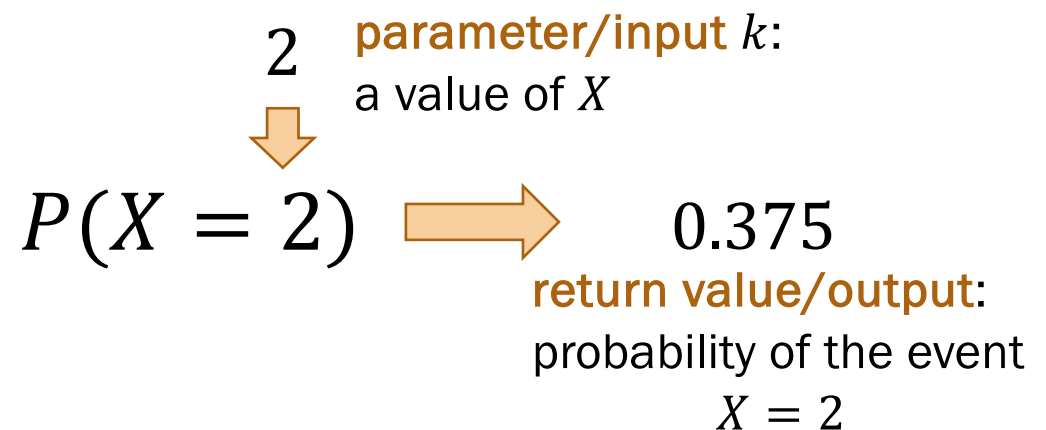 2
parameter/input k:
a value of X
P(X = 2)
0.375
return value/output:
probability of the event
X = 2